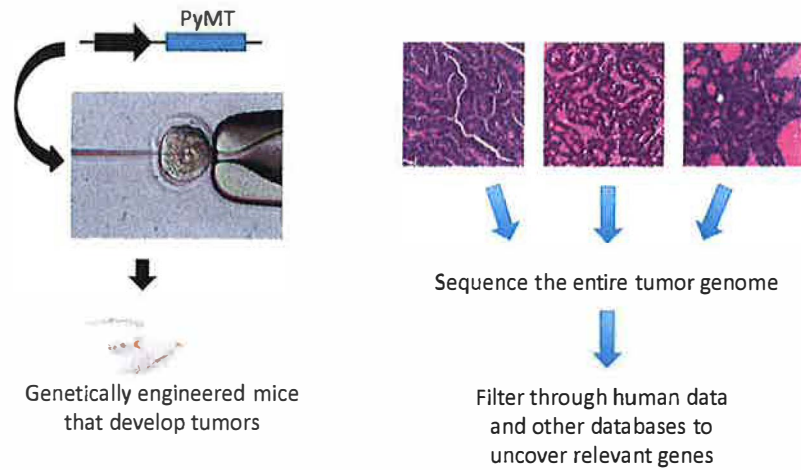 PyMT
Genetically engineered mice
that develop tumors
Sequence the entire tumor genome
Filter through human data
and other databases to
uncover relevant genes